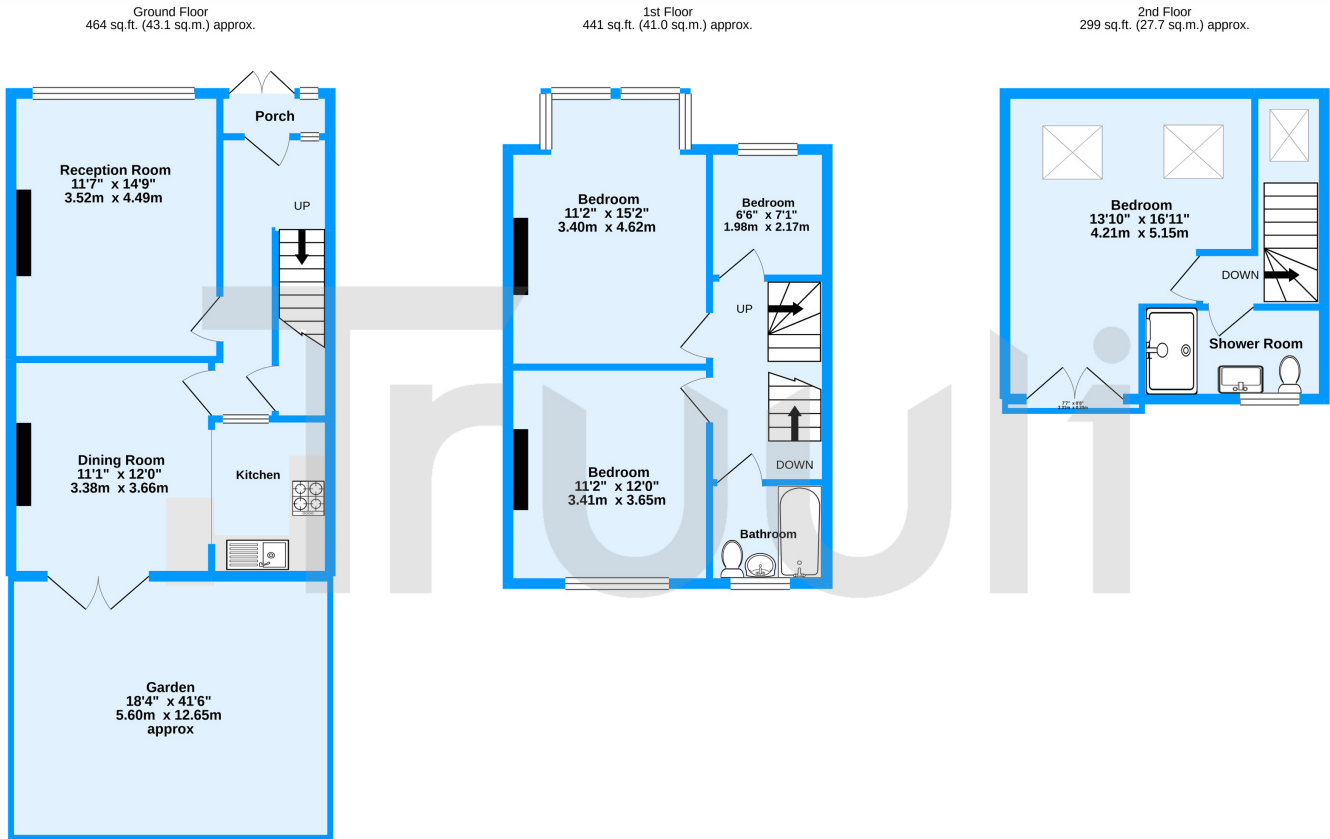 Ground Floor
464 sq.ft. (43.1 sq.m.) approx.
Porch
Reception Room
11'7" x 14'9"
3.52m x 4.49m
UP
Dining Room
11'1" x 12'0"
3.38m x 3.66m
Kitchen
Garden
18'4" x 41'6"
5.60m x 12.65m
approx
1st Floor
441 sq.ft. (41.0 sq.m.) approx.
Bedroom
11'2" x 15'2"
3.40m x 4.62m
Bedroom
6'6" x 7'1"
1.98m x 2.17m
UP
Bedroom
11'2" x 12'0"
3.41m x 3.65m
DOWN
Bathroom
2nd Floor
299 sq.ft. (27.7 sq.m.) approx.
Bedroom
13'10" x 16'11"
4.21m x 5.15m
DOWN
Shower Room
Truuli